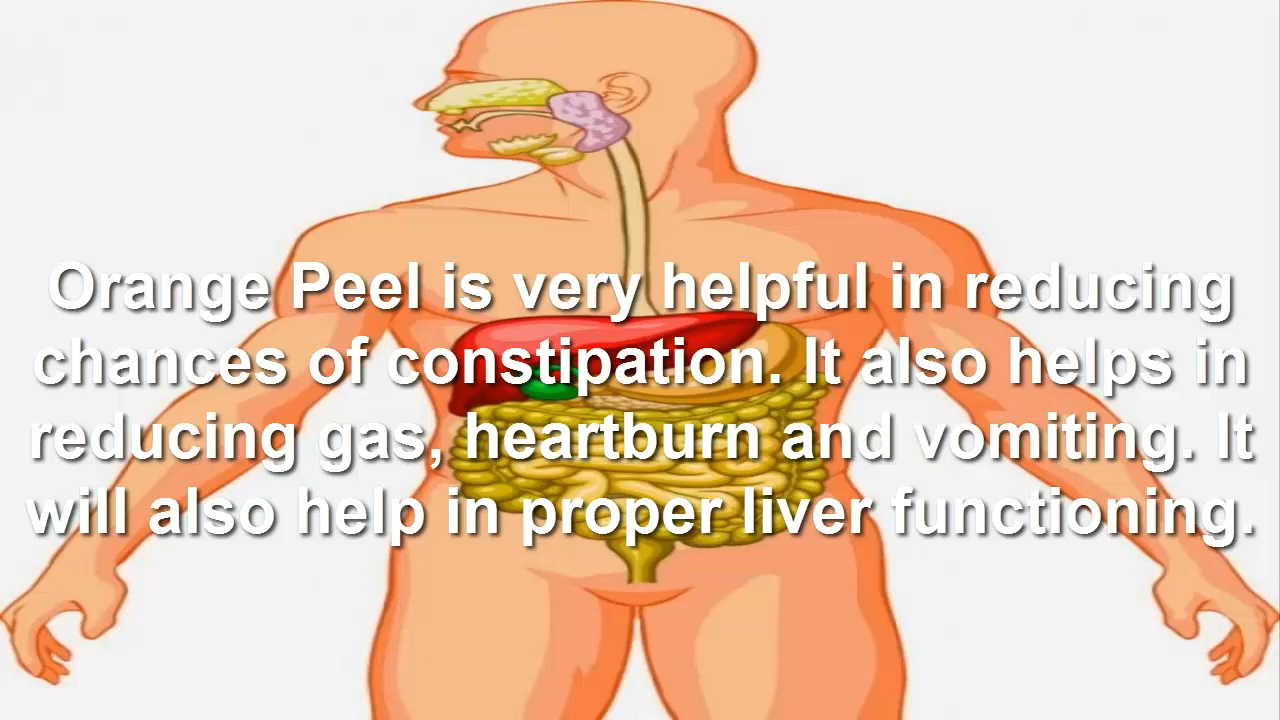 Orange Peel is very helpful in reducing
chances of constipation. It also helps in
reducing gas, heartburn and vomiting. It
will also help in proper liver functioning.